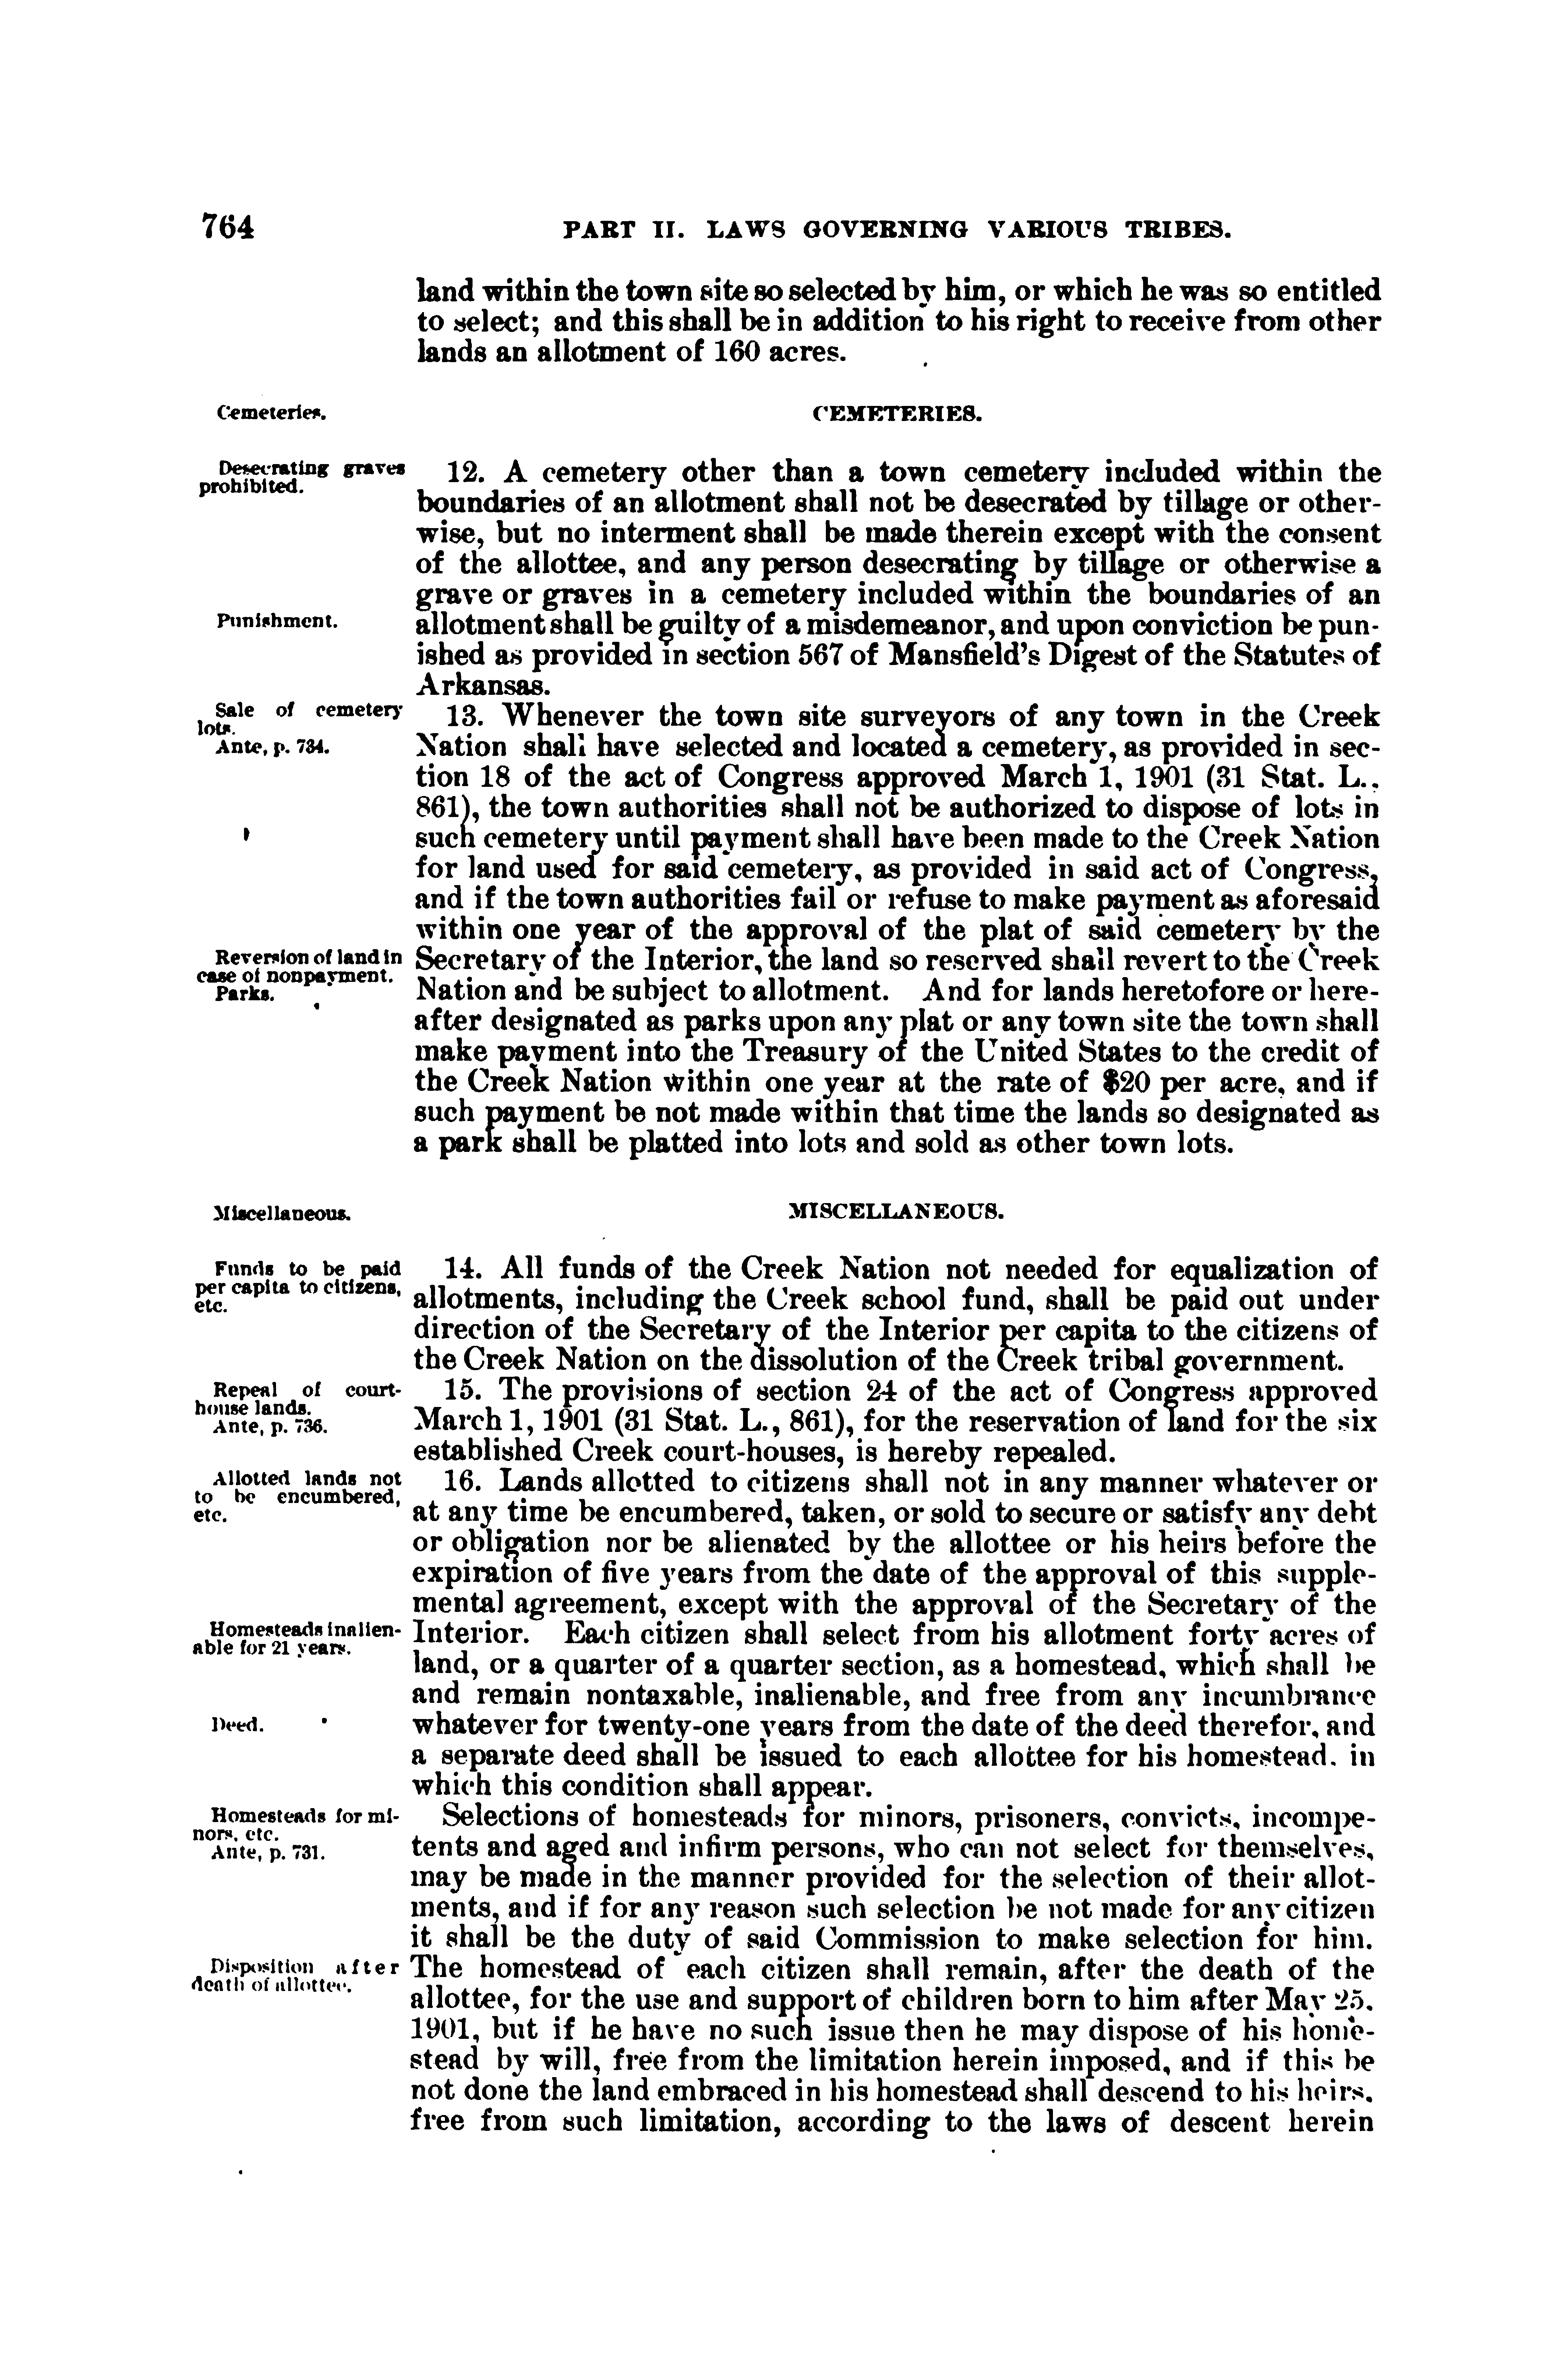 764 PART II. LAWS GOVERNING VARIOUS TRIBES.
land within the town site so selected by him, or which he was so entitled
to select; and this shall be in addition to his right to receive from other
lands an allotment of 160 acres.
Cemeteries.
CEMETERIES.
Desecrating graves
prohibited.
12. A cemetery other than a town cemetery included within the
boundaries of an allotment shall not be desecrated by tillage or other-
wise, but no interment shall be made therein except with the consent
of the allottee, and any person desecrating by tillage or otherwise a
grave or graves in a cemetery included within the boundaries of an
Punishment.
allotment shall be guilty of a misdemeanor, and upon conviction be pun-
ished as provided in section 567 of Mansfield's Digest of the Statutes of
Arkansas.
Sale of cemetery
lots.
Ante, p. 734.
13. Whenever the town site surveyors of any town in the Creek
Nation shall have selected and located a cemetery, as provided in sec-
tion 18 of the act of Congress approved March 1, 1901 (31 Stat. L.,
861), the town authorities shall not be authorized to dispose of lots in
such cemetery until payment shall have been made to the Creek Nation
for land used for said cemetery, as provided in said act of Congress,
and if the town authorities fail or refuse to make payment as aforesaid
within one year of the approval of the plat of said cemetery by the
Reversion of land in
case of nonpayment.
Parks.
Secretary of the Interior, the land so reserved shall revert to the Creek
Nation and be subject to allotment. And for lands heretofore or here-
after designated as parks upon any plat or any town site the town shall
make payment into the Treasury of the United States to the credit of
the Creek Nation within one year at the rate of $20 per acre, and if
such payment be not made within that time the lands so designated as
a park shall be platted into lots and sold as other town lots.
Miscellaneous.
MISCELLANEOUS.
Funds to be paid
per capita to citizens,
etc.
14. All funds of the Creek Nation not needed for equalization of
allotments, including the Creek school fund, shall be paid out under
direction of the Secretary of the Interior per capita to the citizens of
the Creek Nation on the dissolution of the Creek tribal government.
Repeal of court-
house lands.
Ante, p. 736.
15. The provisions of section 24 of the act of Congress approved
March 1, 1901 (31 Stat. L., 861), for the reservation of land for the six
established Creek court-houses, is hereby repealed.
Allotted lands not
to be encumbered,
etc.
16. Lands allotted to citizens shall not in any manner whatever or
at any time be encumbered, taken, or sold to secure or satisfy any debt
or obligation nor be alienated by the allottee or his heirs before the
expiration of five years from the date of the approval of this supple-
mental agreement, except with the approval of the Secretary of the
Homesteads inalien-
able for 21 years.
Interior. Each citizen shall select from his allotment forty acres of
land, or a quarter of a quarter section, as a homestead, which shall be
and remain nontaxable, inalienable, and free from any incumbrance
Deed.
whatever for twenty-one years from the date of the deed therefor, and
a separate deed shall be issued to each allottee for his homestead, in
which this condition shall appear.
Homesteads for mi-
nors, etc.
Ante, p. 731.
Selections of homesteads for minors, prisoners, convicts, incompe-
tents and aged and infirm persons, who can not select for themselves,
may be made in the manner provided for the selection of their allot-
ments, and if for any reason such selection be not made for any citizen
it shall be the duty of said Commission to make selection for him.
Disposition after
death of allottee.
The homestead of each citizen shall remain, after the death of the
allottee, for the use and support of children born to him after May 25,
1901, but if he have no such issue then he may dispose of his home-
stead by will, free from the limitation herein imposed, and if this be
not done the land embraced in his homestead shall descend to his heirs,
free from such limitation, according to the laws of descent herein